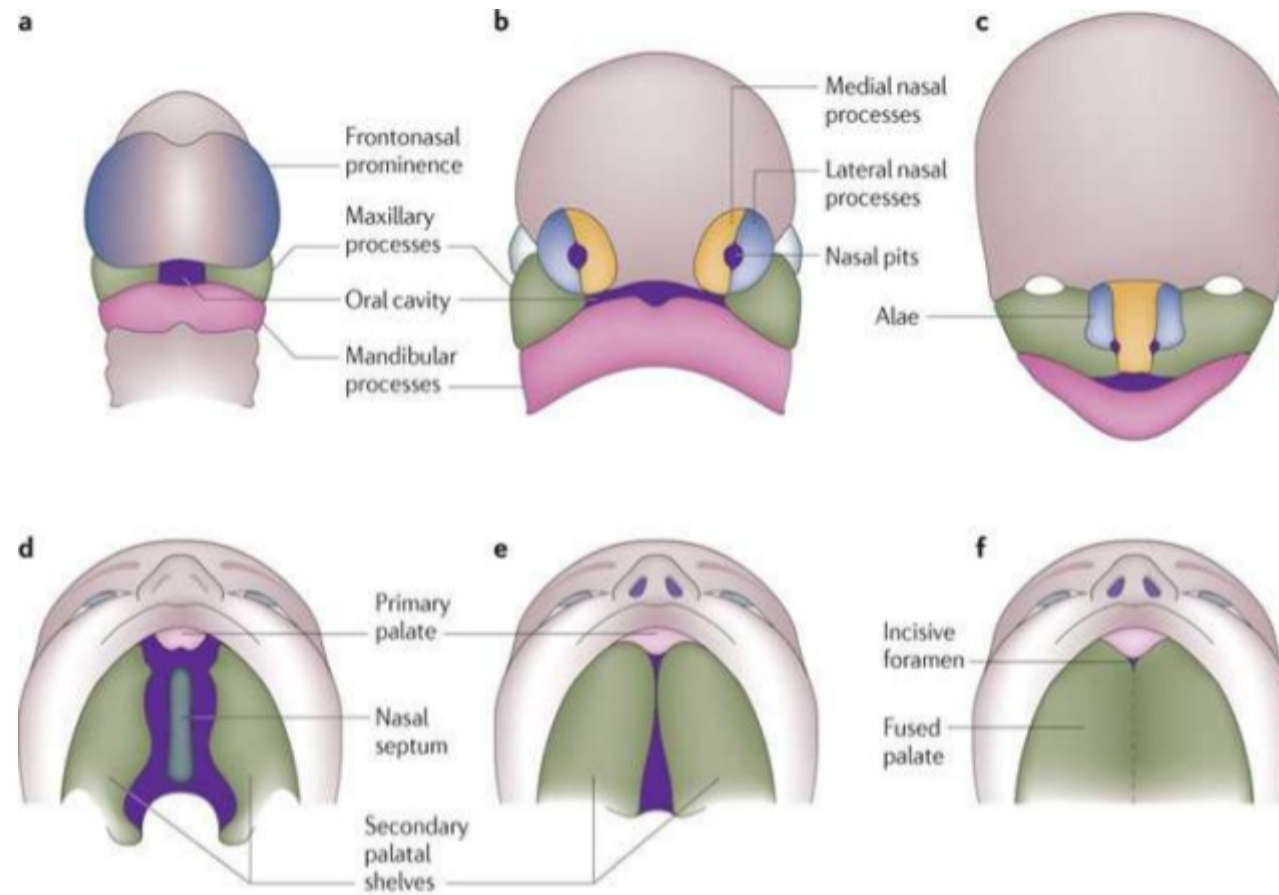 a
Frontonasal
prominence
Maxillary
processes
Oral cavity
Mandibular
processes
b
Medial nasal
processes
Lateral nasal
processes
Nasal pits
c
Alae
d
Primary
palate
Nasal
septum
Secondary
palatal
shelves
e
f
Incisive
foramen
Fused
palate